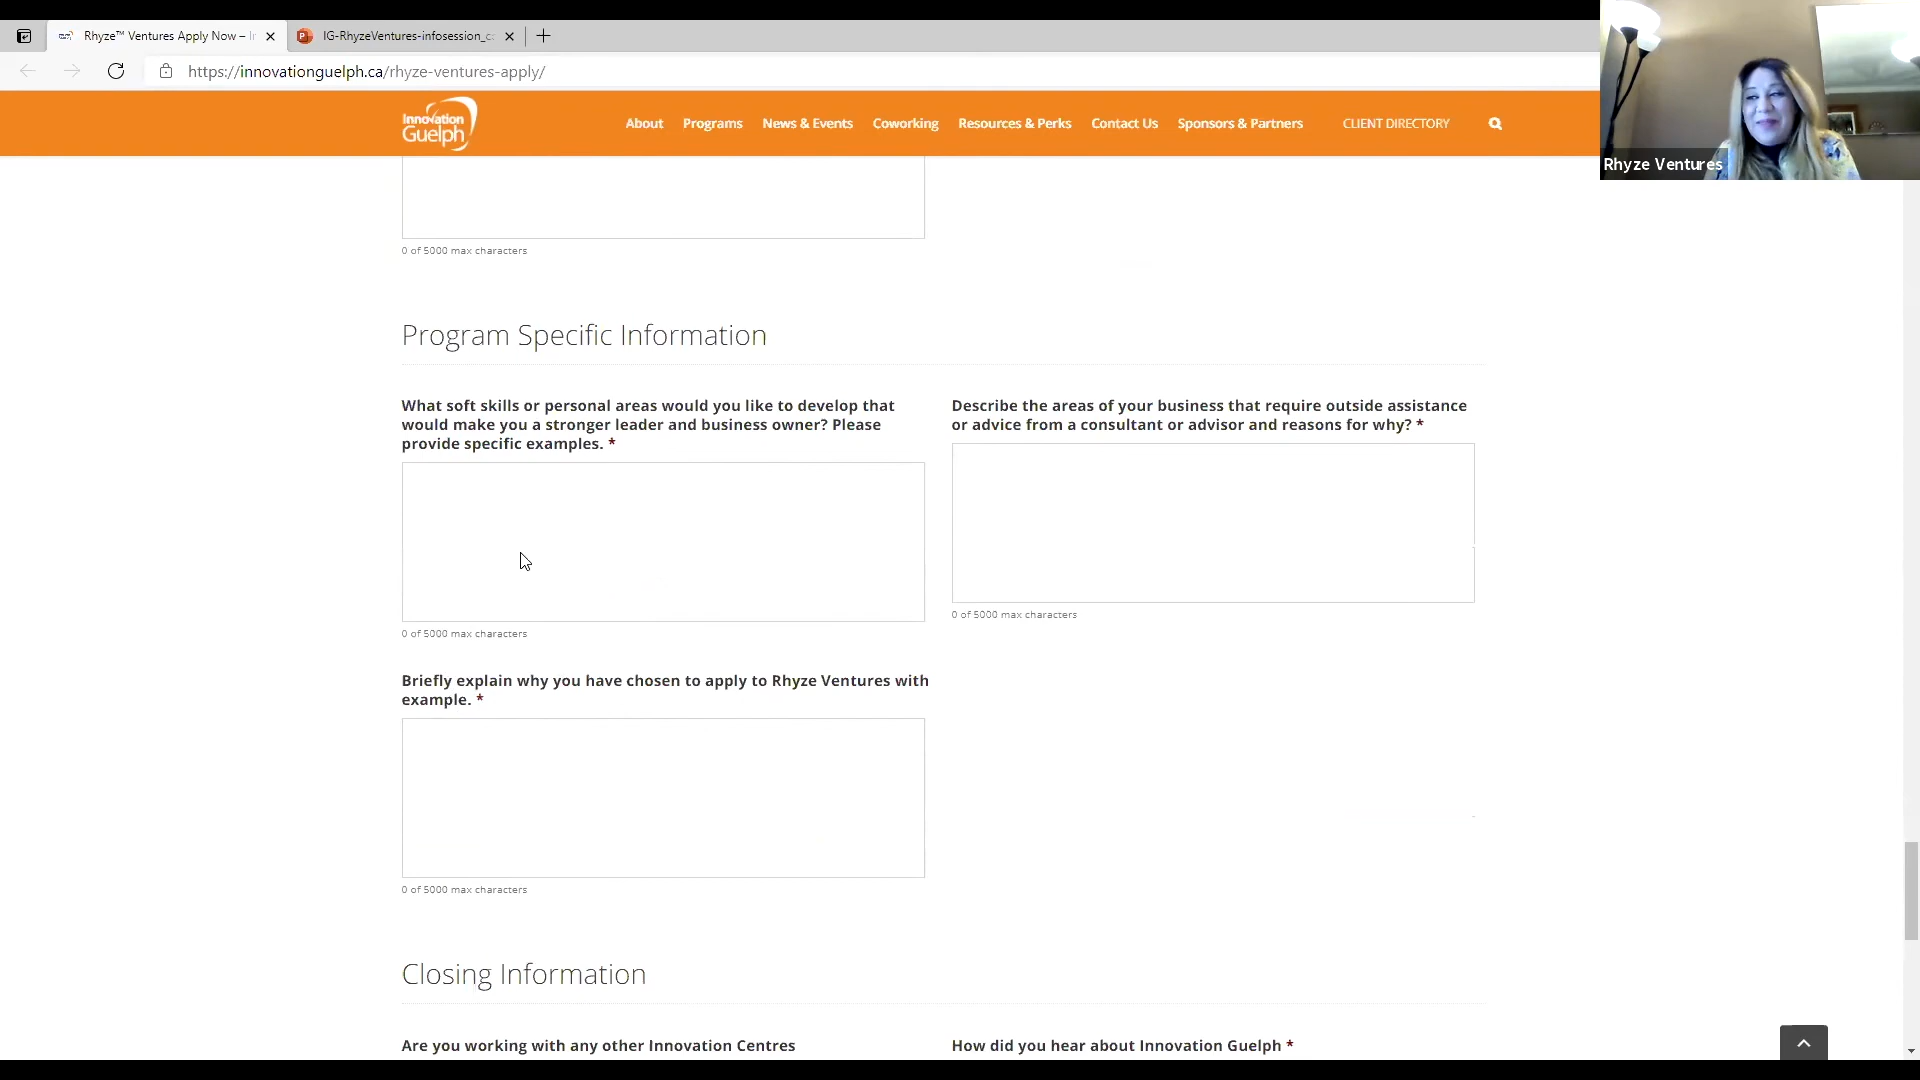 Rhyze™ Ventures Apply Now – I
IG-RhyzeVentures-infosession_c
https://innovationguelph.ca/rhyze-ventures-apply/
Innovation
Guelph
About
Programs
News & Events
Coworking
Resources & Perks
Contact Us
Sponsors & Partners
CLIENT DIRECTORY
Rhyze Ventures
0 of 5000 max characters
Program Specific Information
What soft skills or personal areas would you like to develop that
would make you a stronger leader and business owner? Please
provide specific examples. *
0 of 5000 max characters
Describe the areas of your business that require outside assistance
or advice from a consultant or advisor and reasons for why? *
0 of 5000 max characters
Briefly explain why you have chosen to apply to Rhyze Ventures with
example. *
0 of 5000 max characters
Closing Information
Are you working with any other Innovation Centres
How did you hear about Innovation Guelph *